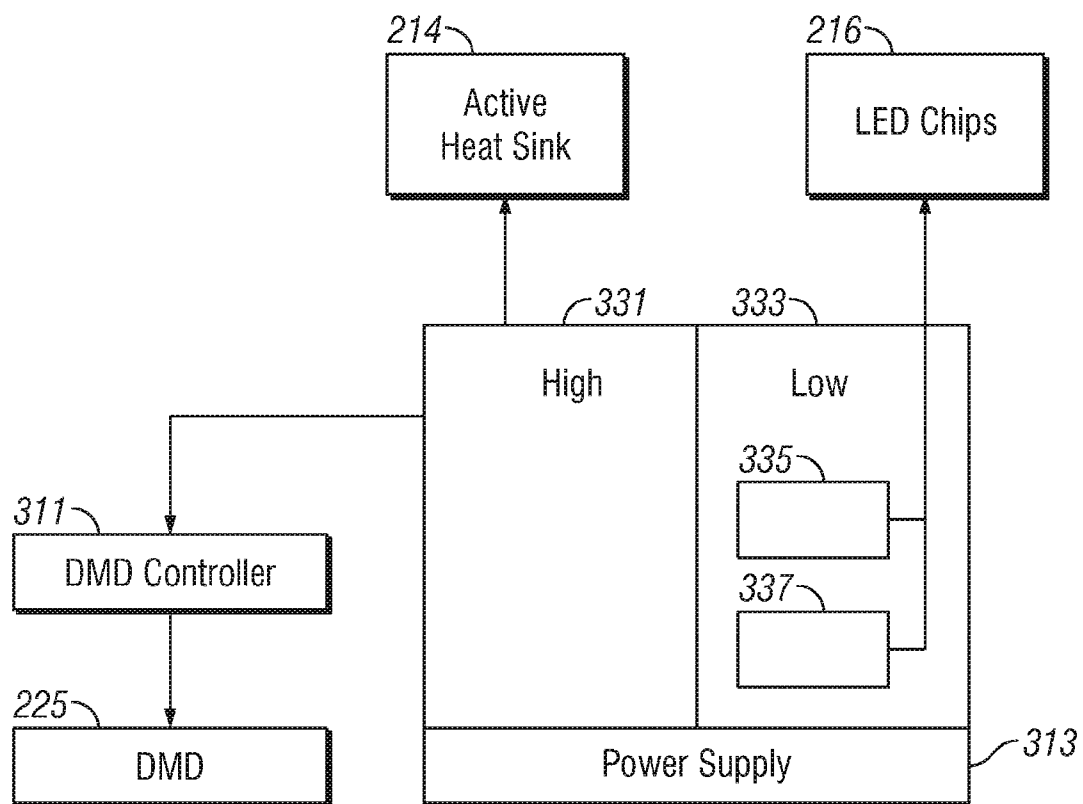 214
216
Active
Heat Sink
LED Chips
331
333
High
Low
335
311
DMD Controller
337
225
DMD
Power Supply
313